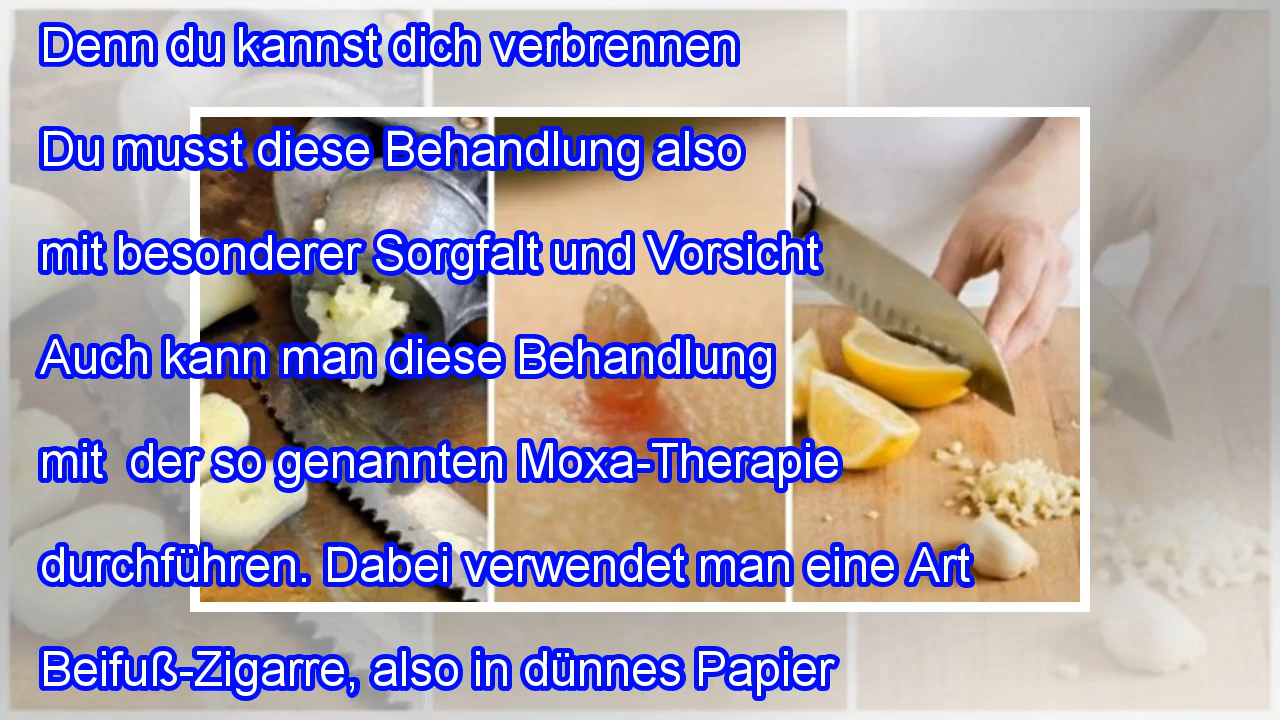 Denn du kannst dich verbrennen
Du musst diese Behandlung also
mit besonderer Sorgfalt und Vorsicht
Auch kann man diese Behandlung
mit  der so genannten Moxa-Therapie
durchführen. Dabei verwendet man eine Art
Beifuß-Zigarre, also in dünnes Papier